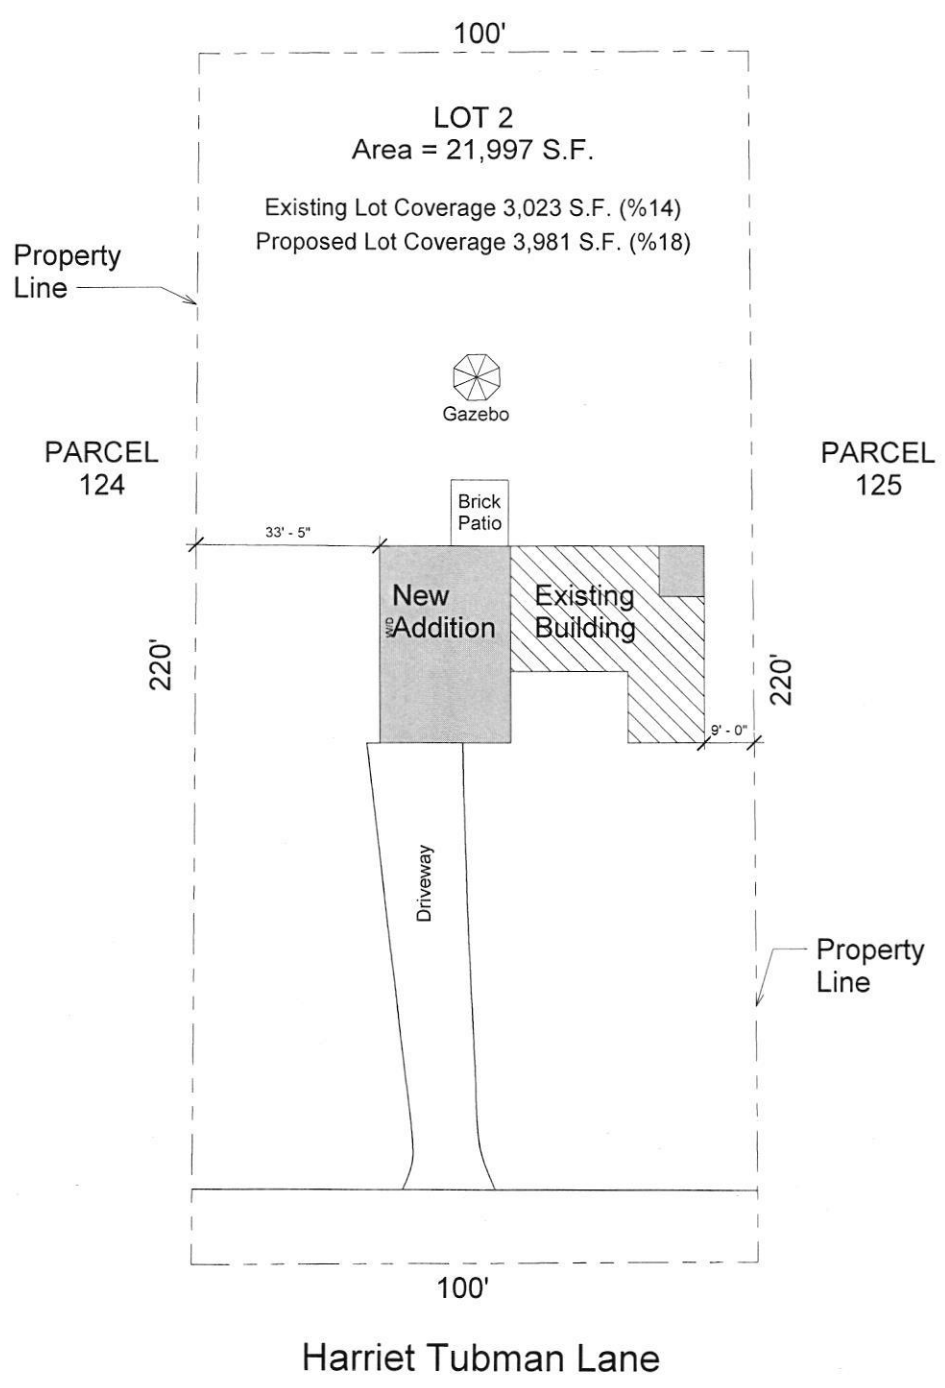 100'
LOT 2
Area = 21,997 S.F.
Existing Lot Coverage 3,023 S.F. (%14)
Proposed Lot Coverage 3,981 S.F. (%18)
Property
Line
Gazebo
PARCEL
124
PARCEL
125
Brick
Patio
33' - 5"
New
Addition
W/D
Existing
Building
220'
220'
9' - 0"
Driveway
Property
Line
100'
Harriet Tubman Lane